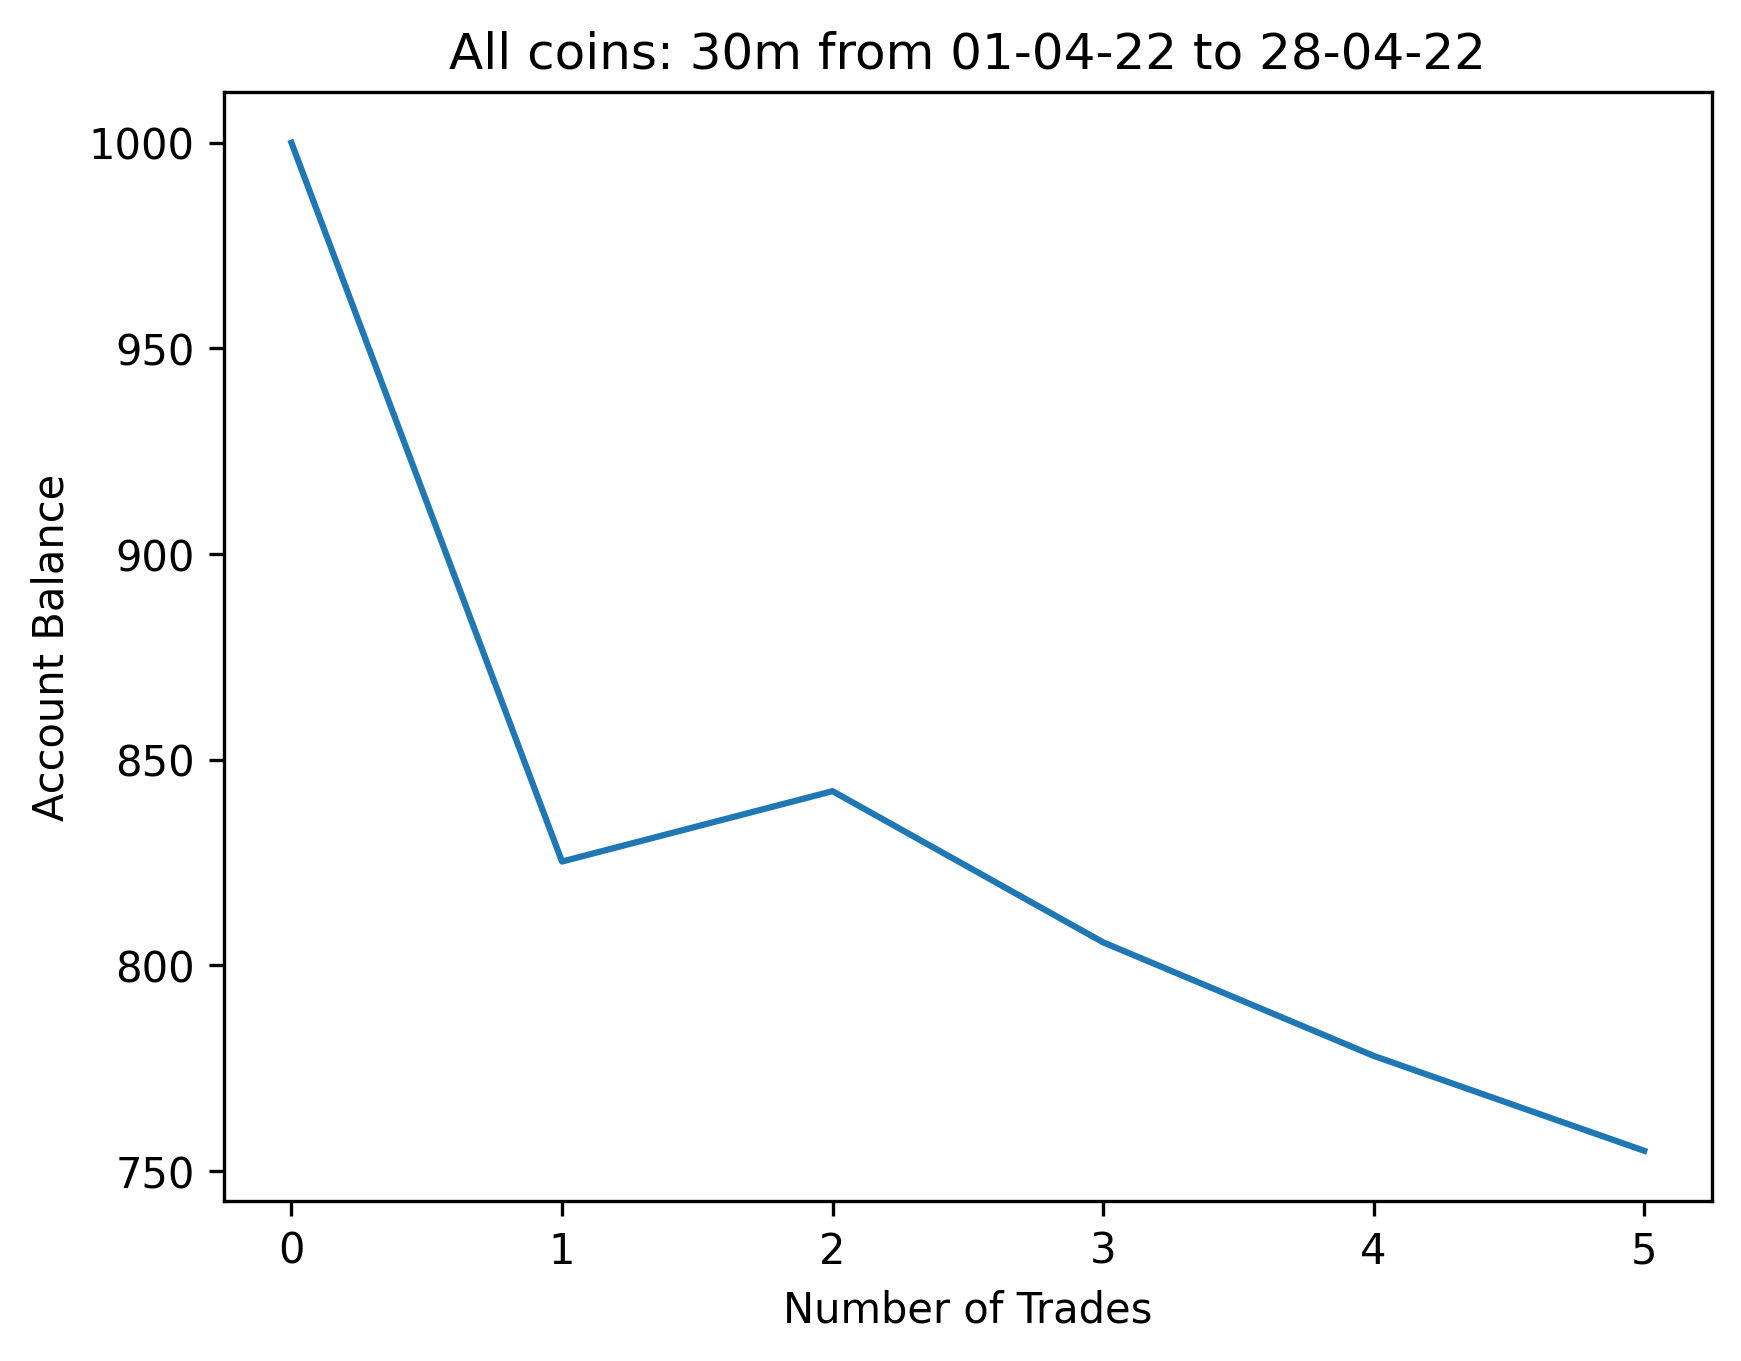 All coins: 30m from 01-04-22 to 28-04-22
1000
950
900
850
800
750
Account Balance
0 1 2 3 4 5
Number of Trades